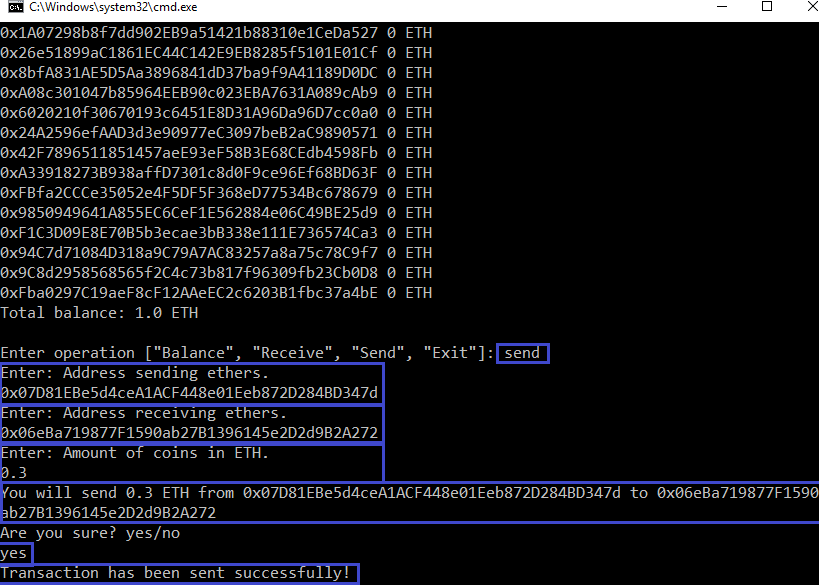 C:\Windows\system32\cmd.exe
0x1A07298b8f7dd902EB9a51421b88310e1CeDa527 0 ETH
0x26e51899aC1861EC44C142E9EB8285f5101E01Cf 0 ETH
0x8bfA831AE5D5Aa3896841dD37ba9f9A41189D0DC 0 ETH
0xA08c301047b85964EEB90c023EBA7631A089cAb9 0 ETH
0x6020210f30670193c6451E8D31A96Da96D7cc0a0 0 ETH
0x24A2596efAAD3d3e90977eC3097beB2aC9890571 0 ETH
0x42F7896511851457aeE93eF58B3E68CEdb4598Fb 0 ETH
0xA33918273B938affD7301c8d0F9ce96Ef68BD63F 0 ETH
0xFBfa2CCCe35052e4F5DF5F368eD77534Bc678679 0 ETH
0x9850949641A855EC6CeF1E562884e06C49BE25d9 0 ETH
0xF1C3D09E8E70B5b3ecae3bB338e111E736574Ca3 0 ETH
0x94C7d71084D318a9C79A7AC83257a8a75c78C9f7 0 ETH
0x9C8d2958568565f2C4c73b817f96309fb23Cb0D8 0 ETH
0xFba0297C19aeF8cF12AAeEC2c6203B1fbc37a4bE 0 ETH
Total balance: 1.0 ETH
Enter operation ["Balance", "Receive", "Send", "Exit"]: send
Enter: Address sending ethers.
0x07D81EBe5d4ceA1ACF448e01Eeb872D284BD347d
Enter: Address receiving ethers.
0x06eBa719877F1590ab27B1396145e2D2d9B2A272
Enter: Amount of coins in ETH.
0.3
You will send 0.3 ETH from 0x07D81EBe5d4ceA1ACF448e01Eeb872D284BD347d to 0x06eBa719877F1590
ab27B1396145e2D2d9B2A272
Are you sure? yes/no
yes
Transaction has been sent successfully!